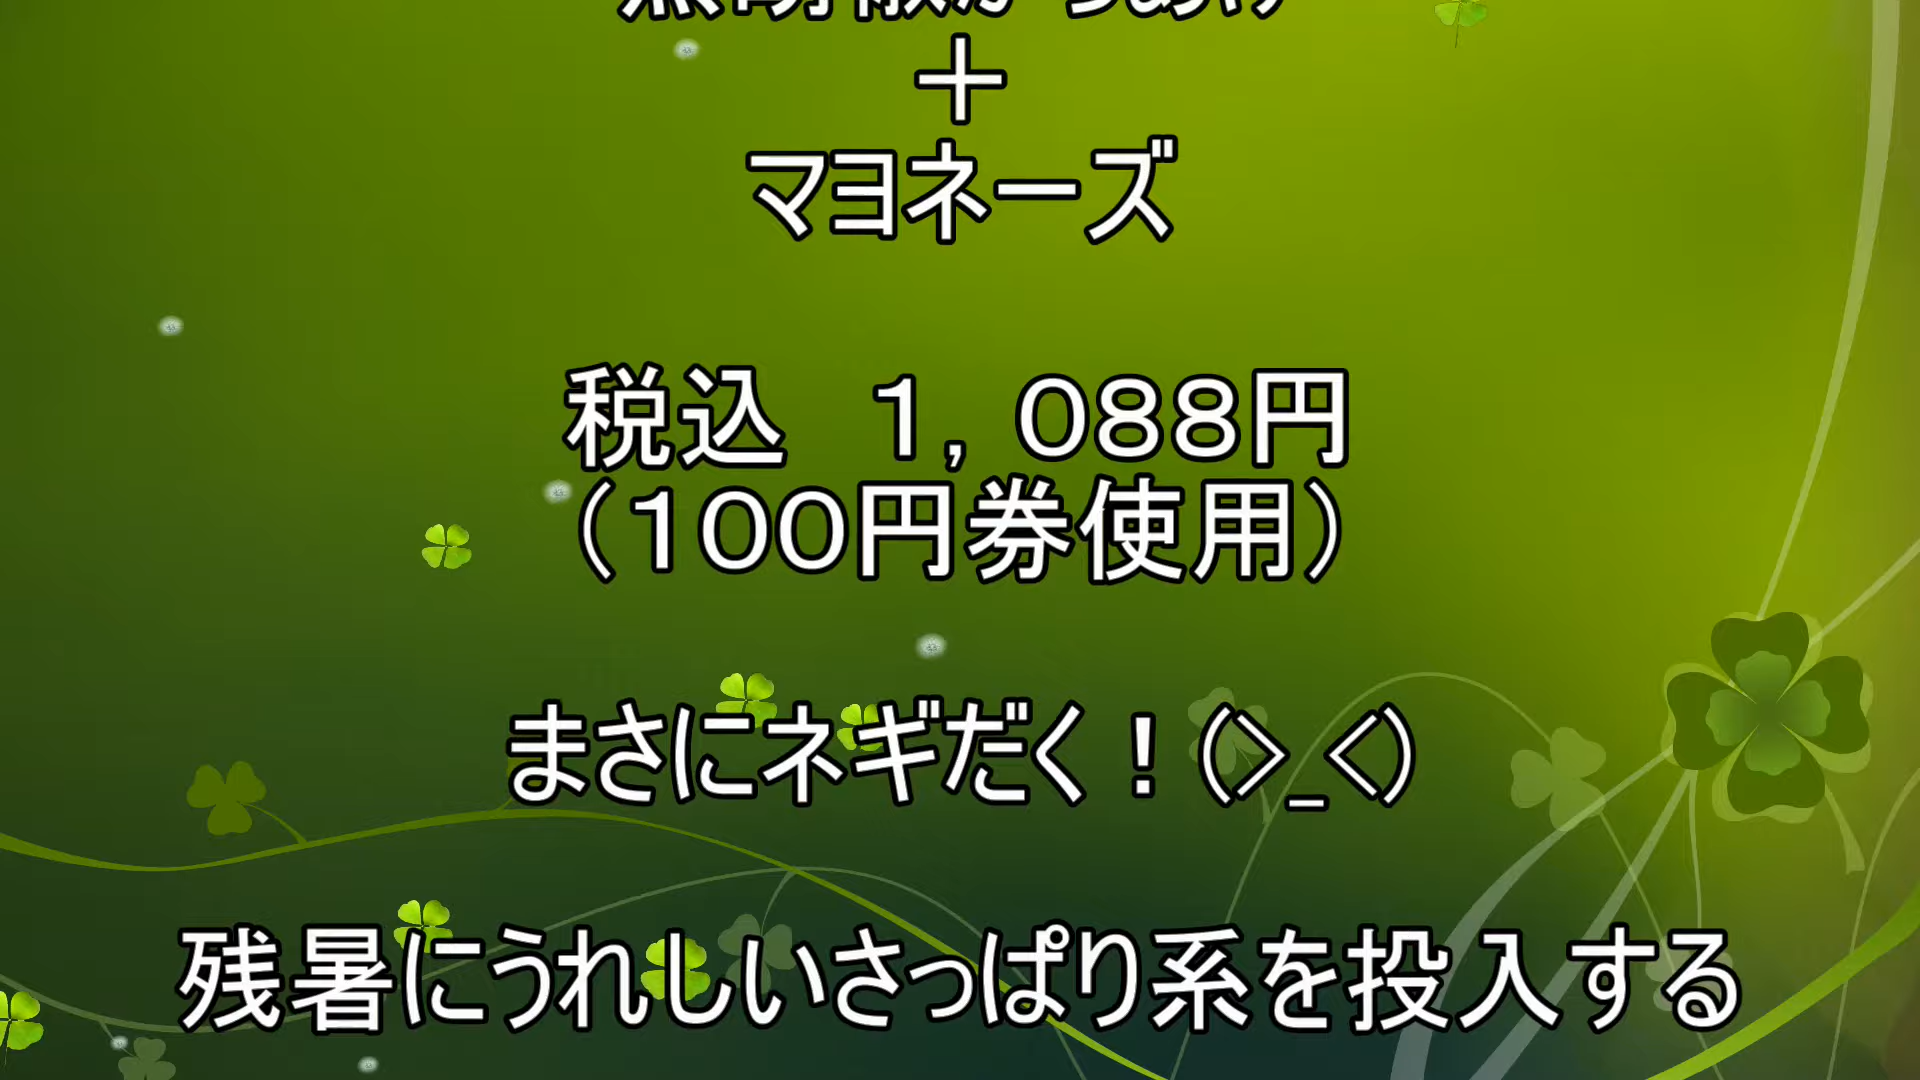 ＋
マヨネーズ
税込　１，０８８円
（１００円券使用）
まさにネギだく！（>_<）
残暑にうれしいさっぱり系を投入する